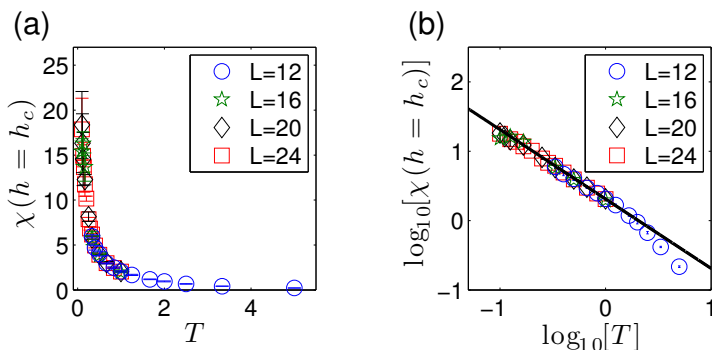 (a)
χ(h = h_c)
25
20
15
10
5
0
0
2
4
T
L=12
L=16
L=20
L=24
(b)
log₁₀[χ(h = h_c)]
2
1
0
−1
−1
0
1
log₁₀[T]
L=12
L=16
L=20
L=24